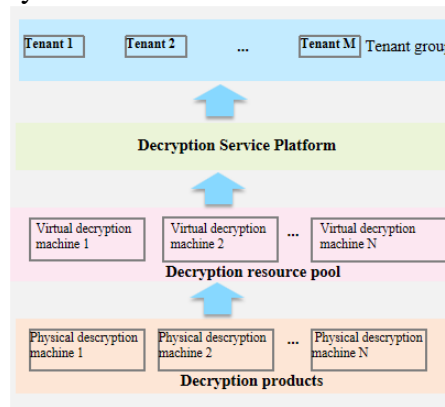 Tenant 1 Tenant 2 ... Tenant M Tenant group
Decryption Service Platform
Virtual decryption machine 1
Virtual decryption machine 2
...
Virtual decryption machine N
Decryption resource pool
Physical descryption machine 1
Physical descryption machine 2
...
Physical descryption machine N
Decryption products